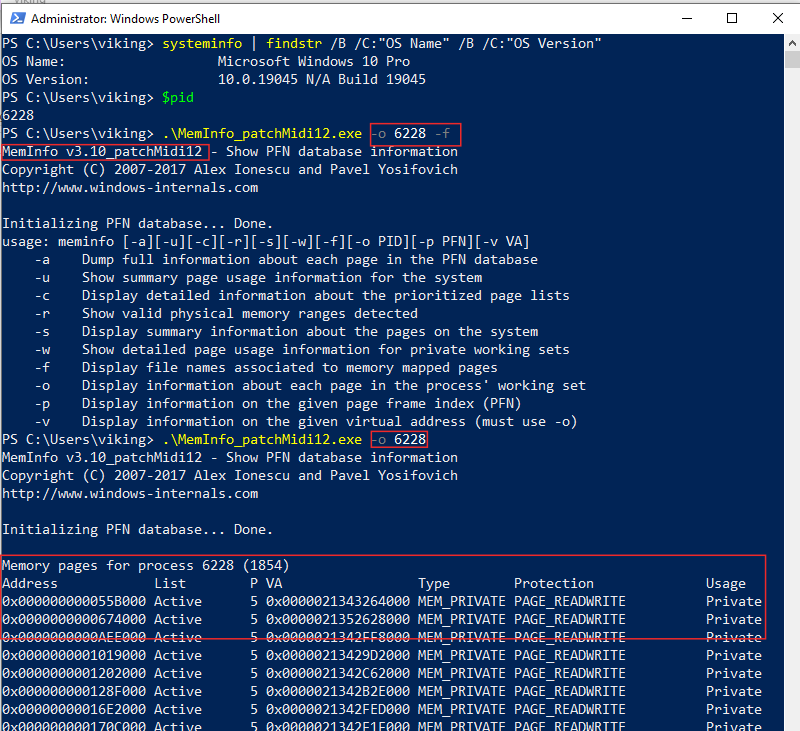 Administrator: Windows PowerShell
PS C:\Users\viking> systeminfo | findstr /B /C:"OS Name" /B /C:"OS Version"
OS Name:                   Microsoft Windows 10 Pro
OS Version:                10.0.19045 N/A Build 19045
PS C:\Users\viking> $pid
6228
PS C:\Users\viking> .\MemInfo_patchMidi12.exe -o 6228 -f
MemInfo v3.10_patchMidi12 - Show PFN database information
Copyright (C) 2007-2017 Alex Ionescu and Pavel Yosifovich
http://www.windows-internals.com
Initializing PFN database... Done.
usage: meminfo [-a][-u][-c][-r][-s][-w][-f][-o PID][-p PFN][-v VA]
    -a    Dump full information about each page in the PFN database
    -u    Show summary page usage information for the system
    -c    Display detailed information about the prioritized page lists
    -r    Show valid physical memory ranges detected
    -s    Display summary information about the pages on the system
    -w    Show detailed page usage information for private working sets
    -f    Display file names associated to memory mapped pages
    -o    Display information about each page in the process' working set
    -p    Display information on the given page frame index (PFN)
    -v    Display information on the given virtual address (must use -o)
PS C:\Users\viking> .\MemInfo_patchMidi12.exe -o 6228
MemInfo v3.10_patchMidi12 - Show PFN database information
Copyright (C) 2007-2017 Alex Ionescu and Pavel Yosifovich
http://www.windows-internals.com
Initializing PFN database... Done.
Memory pages for process 6228 (1854)
Address            List        P VA                 Type        Protection              Usage
0x000000000055B000 Active      5 0x0000021343264000 MEM_PRIVATE PAGE_READWRITE          Private
0x0000000000674000 Active      5 0x0000021352628000 MEM_PRIVATE PAGE_READWRITE          Private
0x0000000000AEE000 Active      5 0x0000021342FF8000 MEM_PRIVATE PAGE_READWRITE          Private
0x0000000001019000 Active      5 0x00000213429D2000 MEM_PRIVATE PAGE_READWRITE          Private
0x0000000001202000 Active      5 0x0000021342C62000 MEM_PRIVATE PAGE_READWRITE          Private
0x000000000128F000 Active      5 0x0000021342B2E000 MEM_PRIVATE PAGE_READWRITE          Private
0x00000000016E2000 Active      5 0x0000021342FED000 MEM_PRIVATE PAGE_READWRITE          Private
0x000000000170C000 Active      5 0x0000021342F1F000 MEM_PRIVATE PAGE_READWRITE          Private